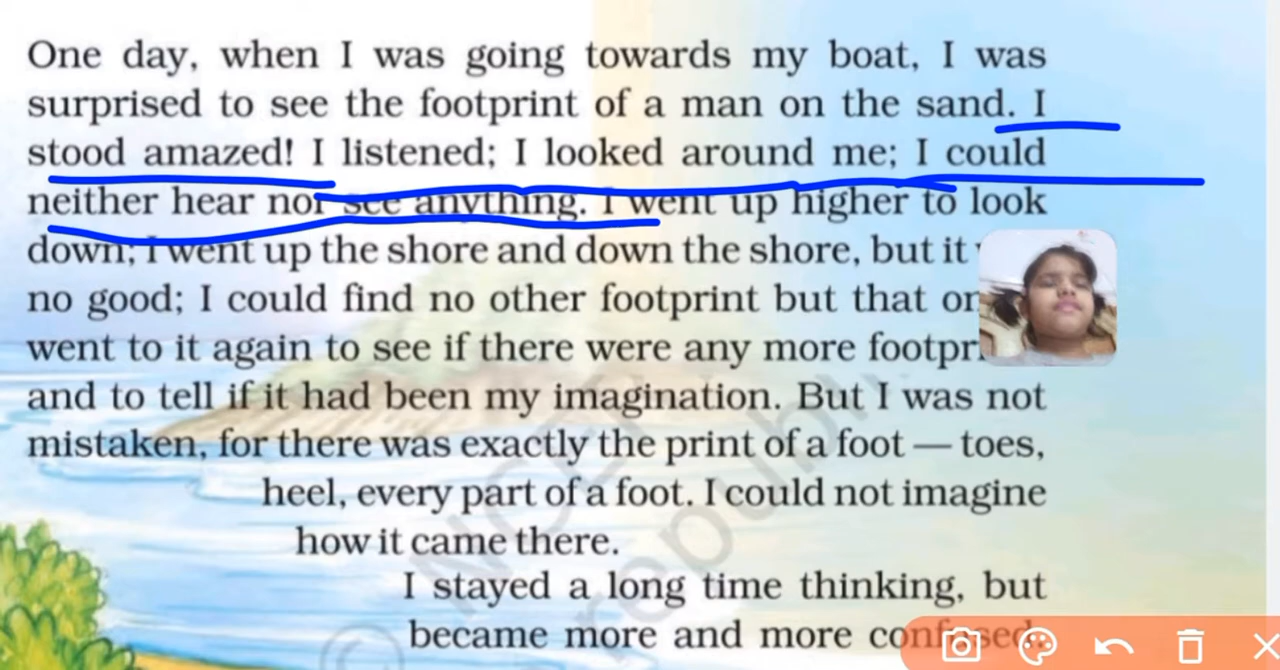 One day, when I was going towards my boat, I was
surprised to see the footprint of a man on the sand. I
stood amazed! I listened; I looked around me; I could
neither hear nor see anything. I went up higher to look
down; I went up the shore and down the shore, but it
no good; I could find no other footprint but that
went to it again to see if there were any more
and to tell if it had been my imagination. But I was not
mistaken, for there was exactly the print of a foot — toes,
heel, every part of a foot. I could not imagine
how it came there.
I stayed a long time thinking, but
became more and more confused.